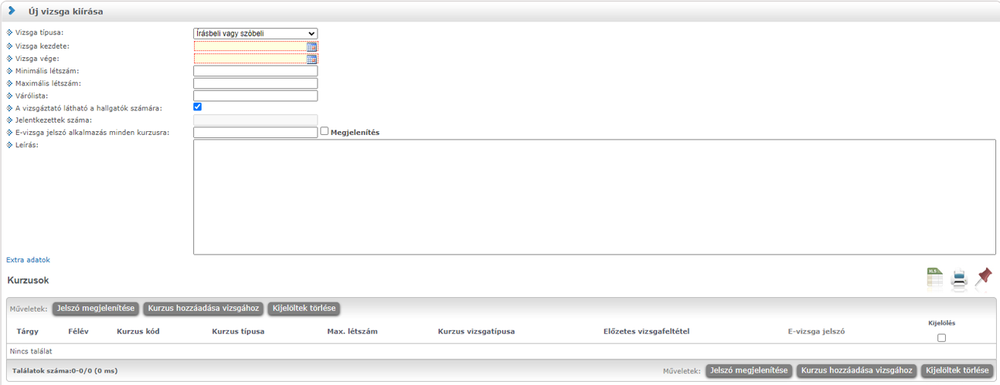 Új vizsga kiírása
Vizsga típusa: Írásbeli vagy szóbeli
Vizsga kezdete:
Vizsga vége:
Minimális létszám:
Maximális létszám:
Várólista:
A vizsgáztató látható a hallgatók számára:
Jelentkezettek száma:
E-vizsga jelszó alkalmazás minden kurzusra: Megjelenítés
Leírás:
Extra adatok
Kurzusok
XLS
Műveletek: Jelszó megjelenítése Kurzus hozzáadása vizsgához Kijelöltek törlése
Tárgy Félév Kurzus kód Kurzus típusa Max. létszám Kurzus vizsgatípusa Előzetes vizsgafeltétel E-vizsga jelszó Kijelölés
Nincs találat
Találatok száma:0-0/0 (0 ms) Műveletek: Jelszó megjelenítése Kurzus hozzáadása vizsgához Kijelöltek törlése